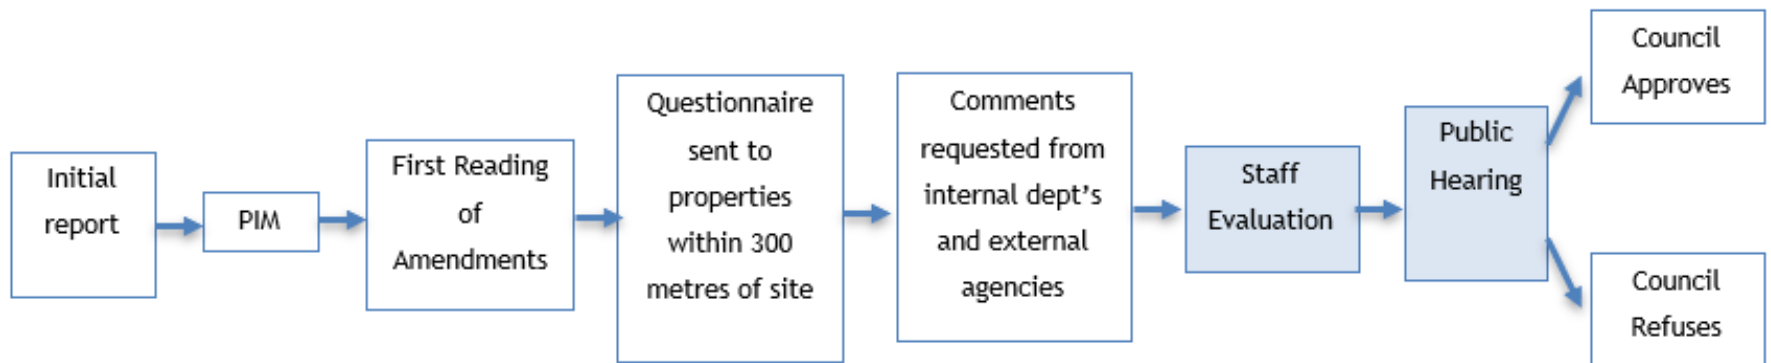 Initial
report
PIM
First Reading
of
Amendments
Questionnaire
sent to
properties
within 300
metres of site
Comments
requested from
internal dept's
and external
agencies
Staff
Evaluation
Public
Hearing
Council
Approves
Council
Refuses